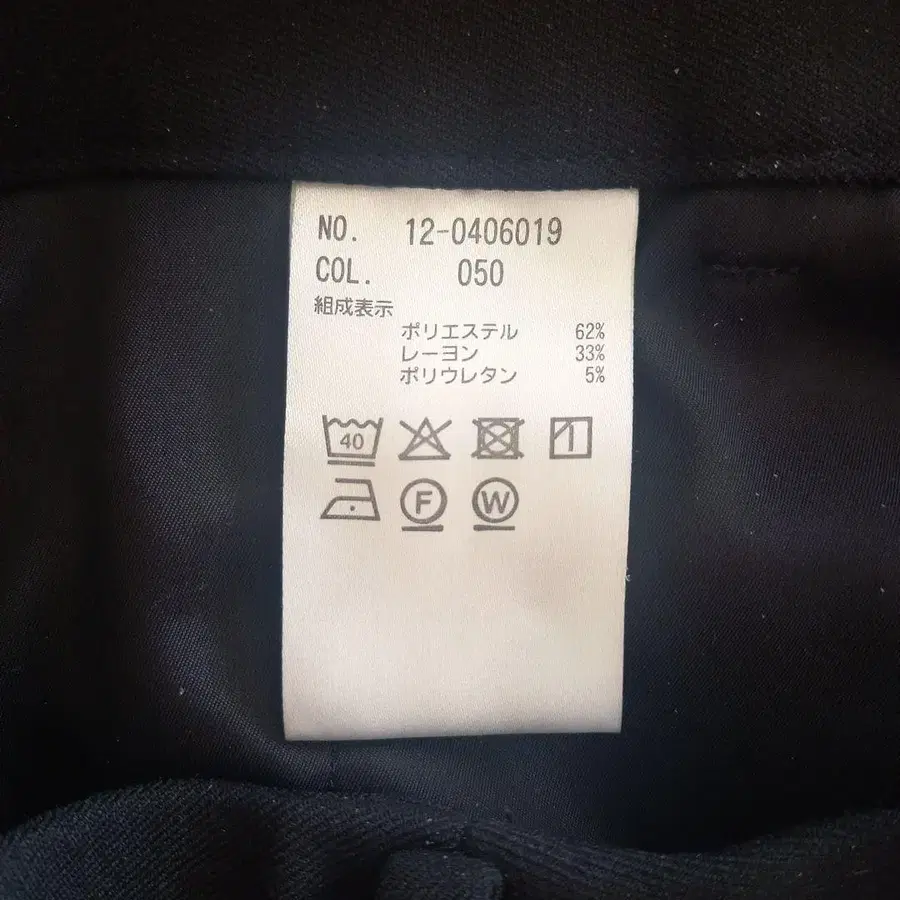 NO. 12-0406019
COL. 050
組成表示
ポリエステル 62%
レーヨン 33%
ポリウレタン 5%
40
F W